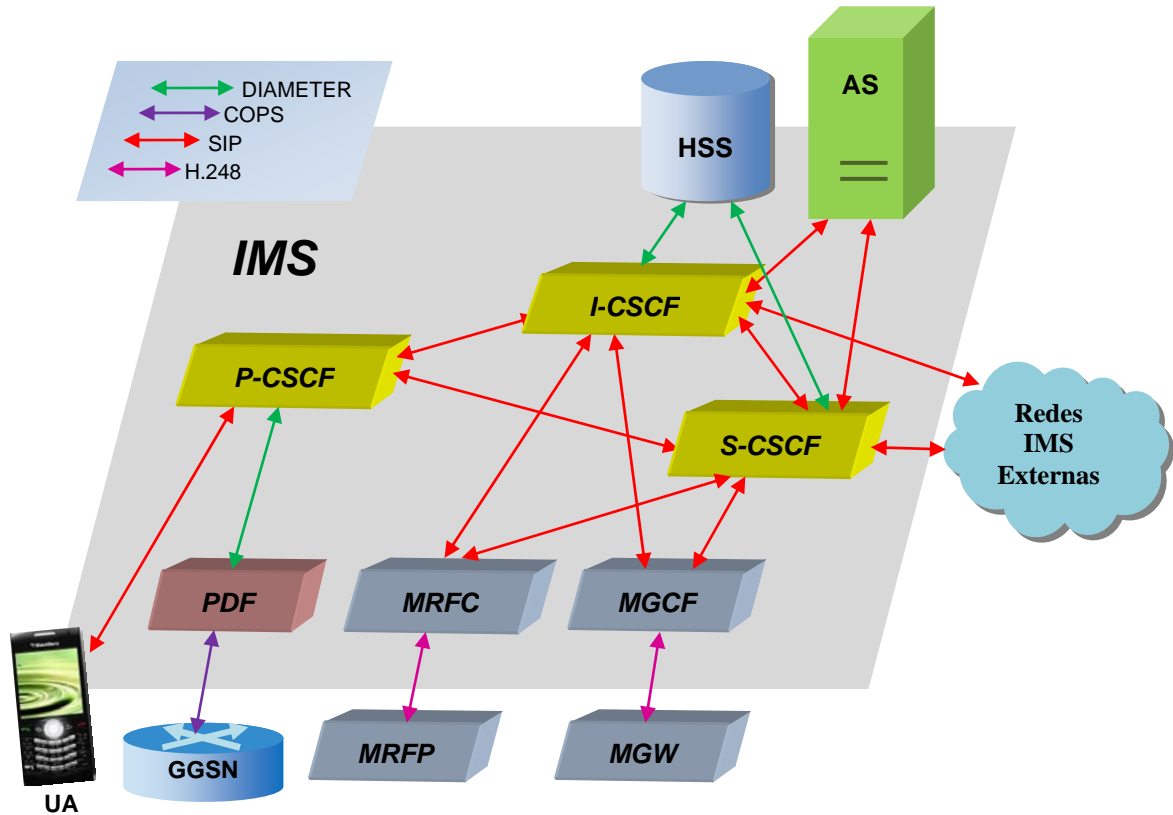 DIAMETER
COPS
SIP
H.248
HSS
AS
IMS
I-CSCF
P-CSCF
S-CSCF
Redes
IMS
Externas
PDF
MRFC
MGCF
GGSN
MRFP
MGW
UA